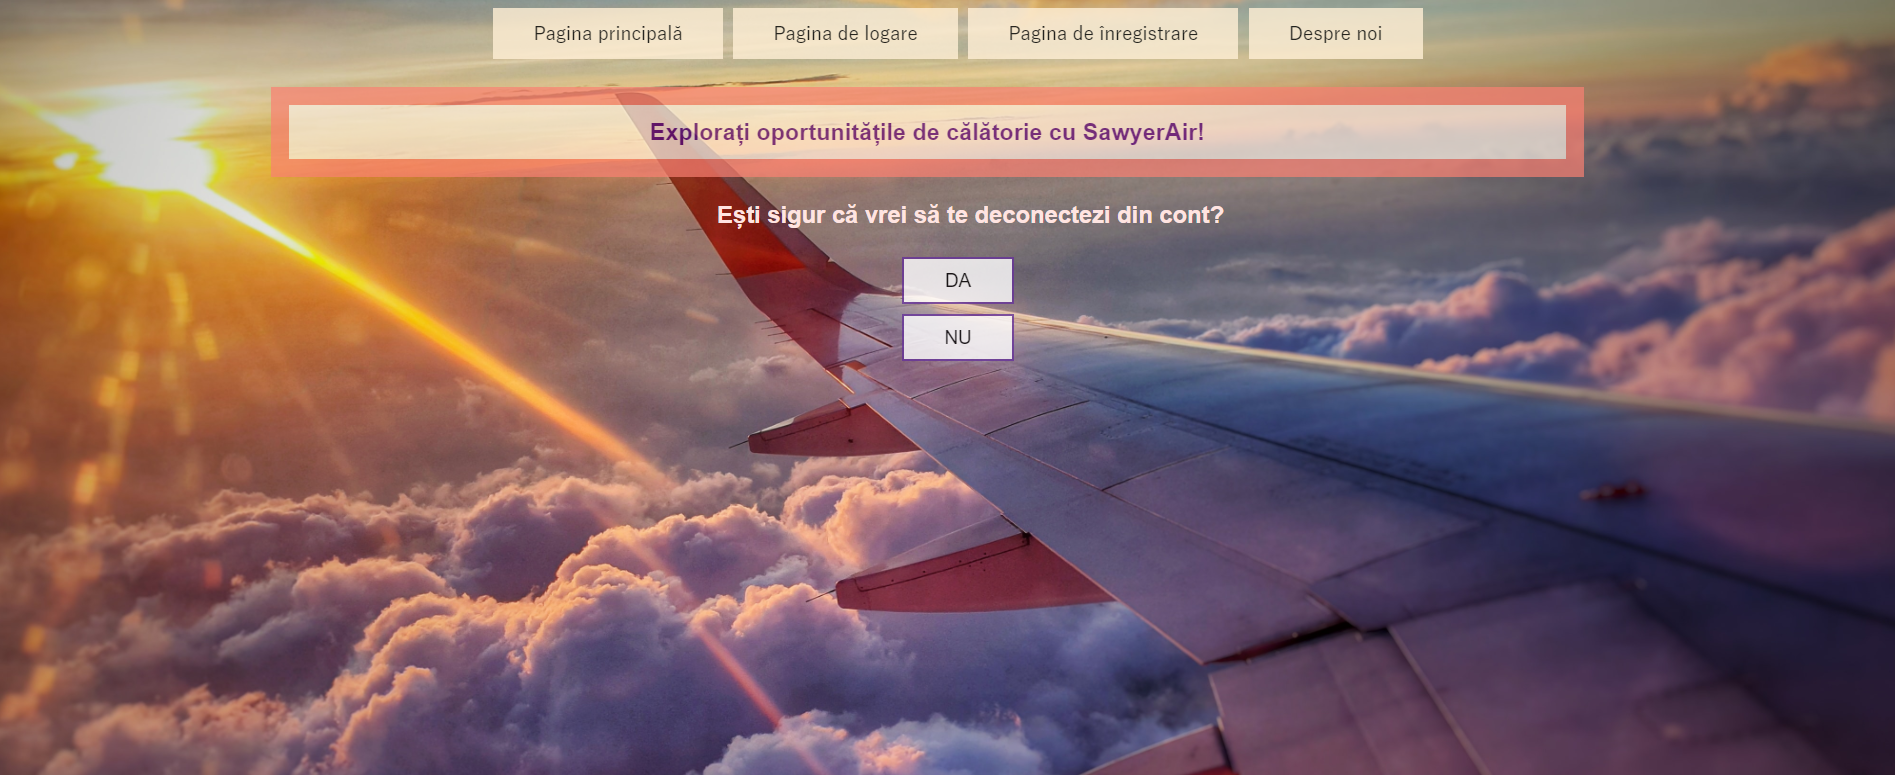 Pagina principală
Pagina de logare
Pagina de înregistrare
Despre noi
Explorați oportunitățile de călătorie cu SawyerAir!
Ești sigur că vrei să te deconectezi din cont?
DA
NU